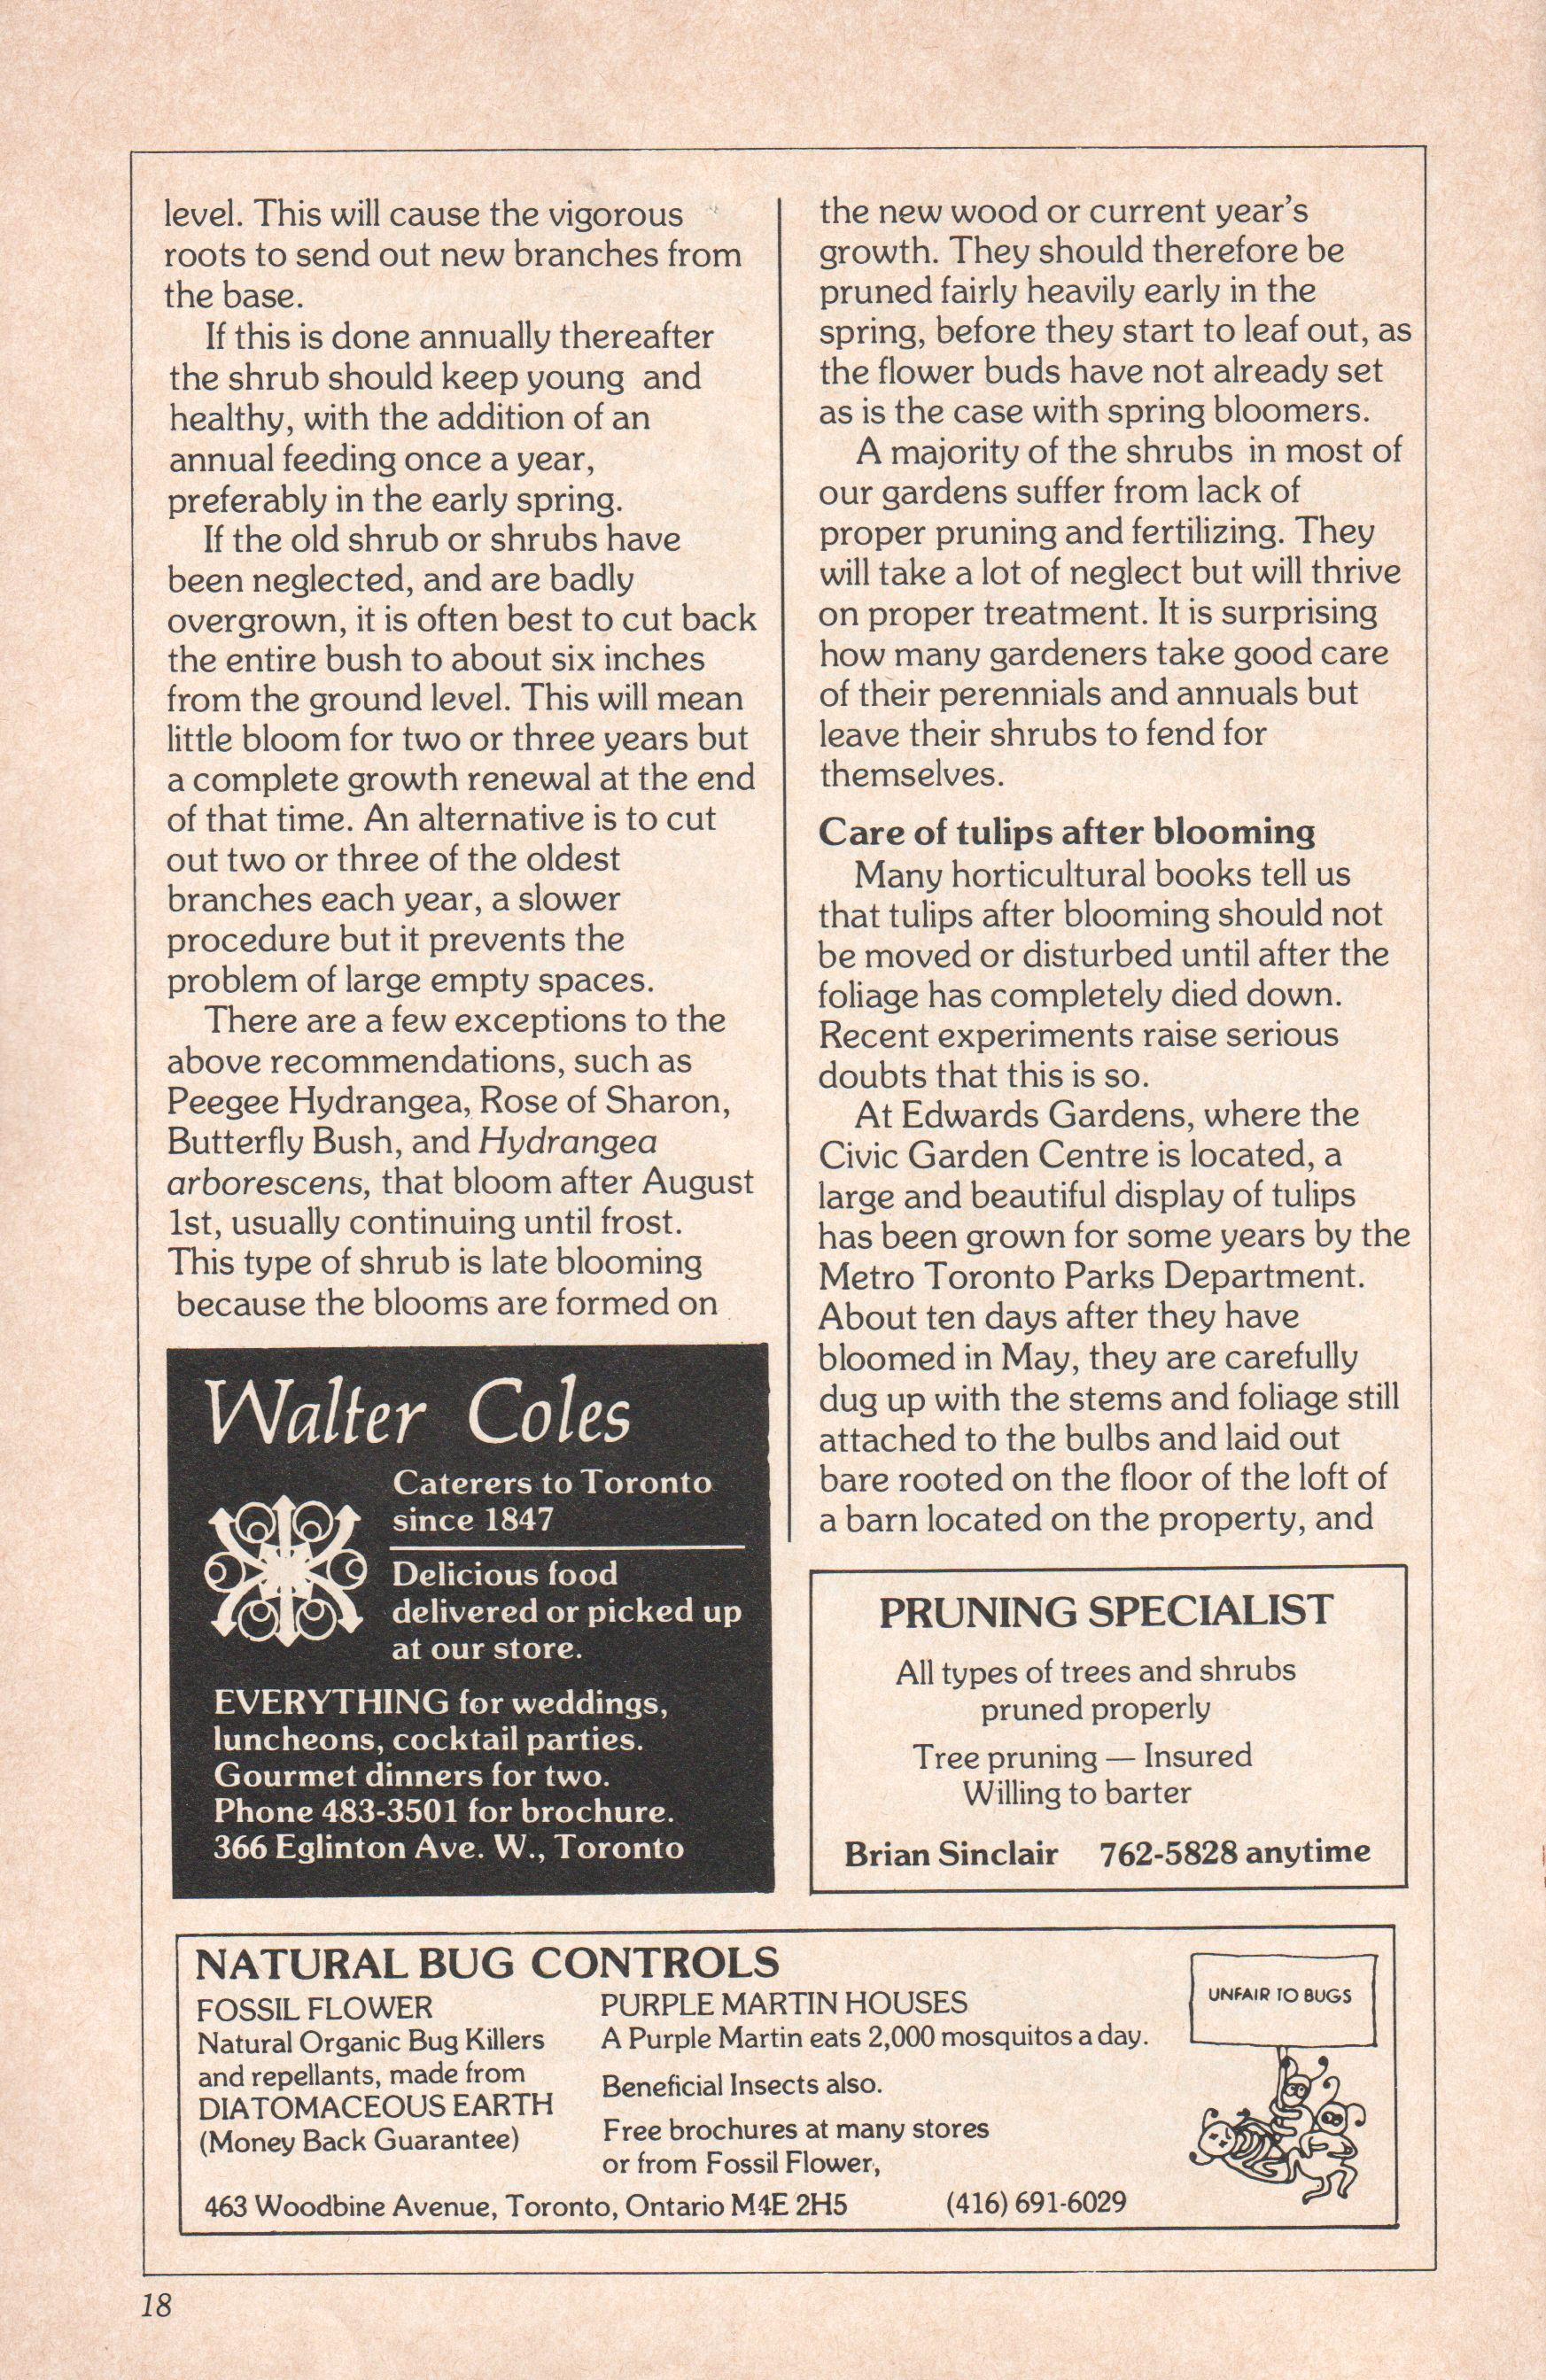 level. This will cause the vigorous
roots to send out new branches from
the base.
If this is done annually thereafter
the shrub should keep young and
healthy, with the addition of an
annual feeding once a year,
preferably in the early spring.
If the old shrub or shrubs have
been neglected, and are badly
overgrown, it is often best to cut back
the entire bush to about six inches
from the ground level. This will mean
little bloom for two or three years but
a complete growth renewal at the end
of that time. An alternative is to cut
out two or three of the oldest
branches each year, a slower
procedure but it prevents the
problem of large empty spaces.
There are a few exceptions to the
above recommendations, such as
Peegee Hydrangea, Rose of Sharon,
Butterfly Bush, and Hydrangea
arborescens, that bloom after August
1st, usually continuing until frost.
This type of shrub is late blooming
because the blooms are formed on
the new wood or current year's
growth. They should therefore be
pruned fairly heavily early in the
spring, before they start to leaf out, as
the flower buds have not already set
as is the case with spring bloomers.
A majority of the shrubs in most of
our gardens suffer from lack of
proper pruning and fertilizing. They
will take a lot of neglect but will thrive
on proper treatment. It is surprising
how many gardeners take good care
of their perennials and annuals but
leave their shrubs to fend for
themselves.
Care of tulips after blooming
Many horticultural books tell us
that tulips after blooming should not
be moved or disturbed until after the
foliage has completely died down.
Recent experiments raise serious
doubts that this is so.
At Edwards Gardens, where the
Civic Garden Centre is located, a
large and beautiful display of tulips
has been grown for some years by the
Metro Toronto Parks Department.
About ten days after they have
bloomed in May, they are carefully
dug up with the stems and foliage still
attached to the bulbs and laid out
bare rooted on the floor of the loft of
a barn located on the property, and
Walter Coles
Caterers to Toronto
since 1847
Delicious food
delivered or picked up
at our store.
EVERYTHING for weddings,
luncheons, cocktail parties.
Gourmet dinners for two.
Phone 483-3501 for brochure.
366 Eglinton Ave. W., Toronto
PRUNING SPECIALIST
All types of trees and shrubs
pruned properly
Tree pruning — Insured
Willing to barter
Brian Sinclair 762-5828 anytime
NATURAL BUG CONTROLS
FOSSIL FLOWER
Natural Organic Bug Killers
and repellants, made from
DIATOMACEOUS EARTH
(Money Back Guarantee)
PURPLE MARTIN HOUSES
A Purple Martin eats 2,000 mosquitos a day.
Beneficial Insects also.
Free brochures at many stores
or from Fossil Flower,
463 Woodbine Avenue, Toronto, Ontario M4E 2H5 (416) 691-6029
UNFAIR TO BUGS
18